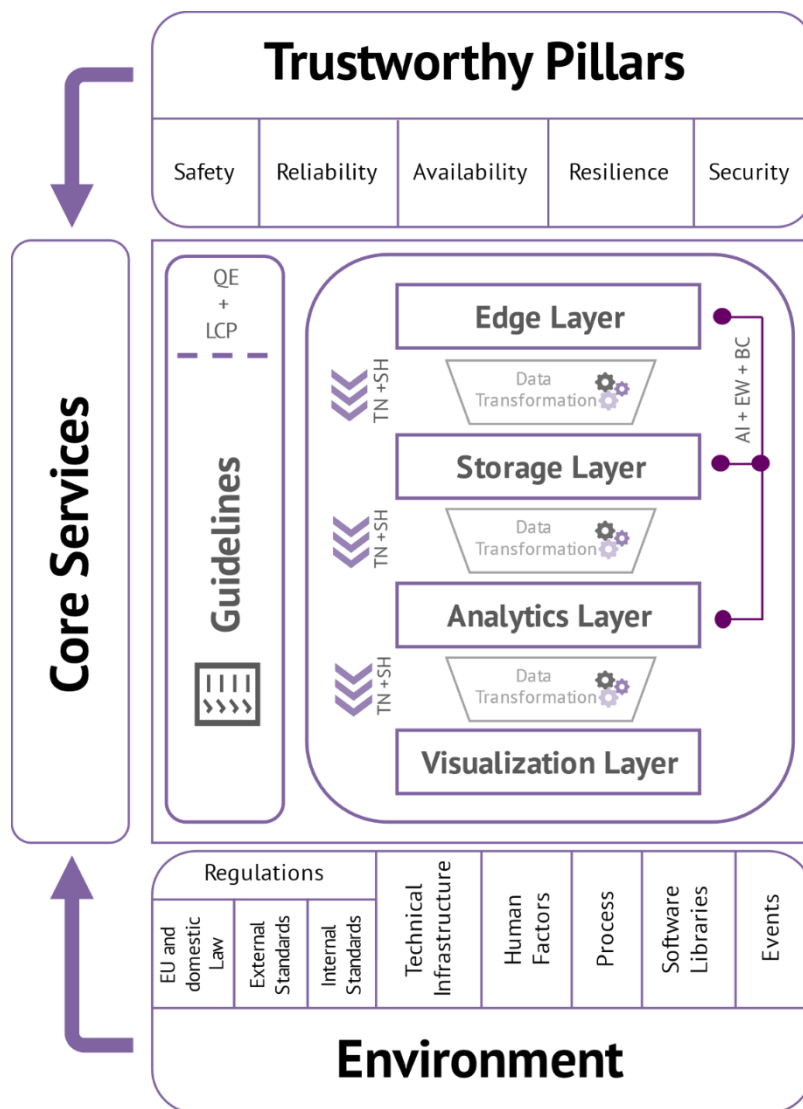 Trustworthy Pillars
Safety
Reliability
Availability
Resilience
Security
Core Services
QE
+
LCP
Guidelines
Edge Layer
TN +SH
Data
Transformation
AI + EW + BC
Storage Layer
TN +SH
Data
Transformation
Analytics Layer
TN +SH
Data
Transformation
Visualization Layer
Regulations
EU and
domestic
Law
External
Standards
Internal
Standards
Technical
Infrastructure
Human
Factors
Process
Software
Libraries
Events
Environment